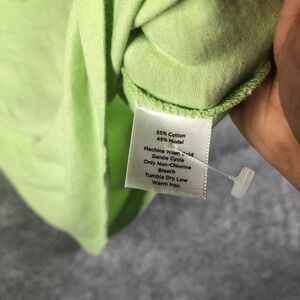 55% Cotton
45% Modal
Machine Wash Cold
Gentle Cycle
Only Non-Chlorine
Bleach
Tumble Dry Low
Warm Iron